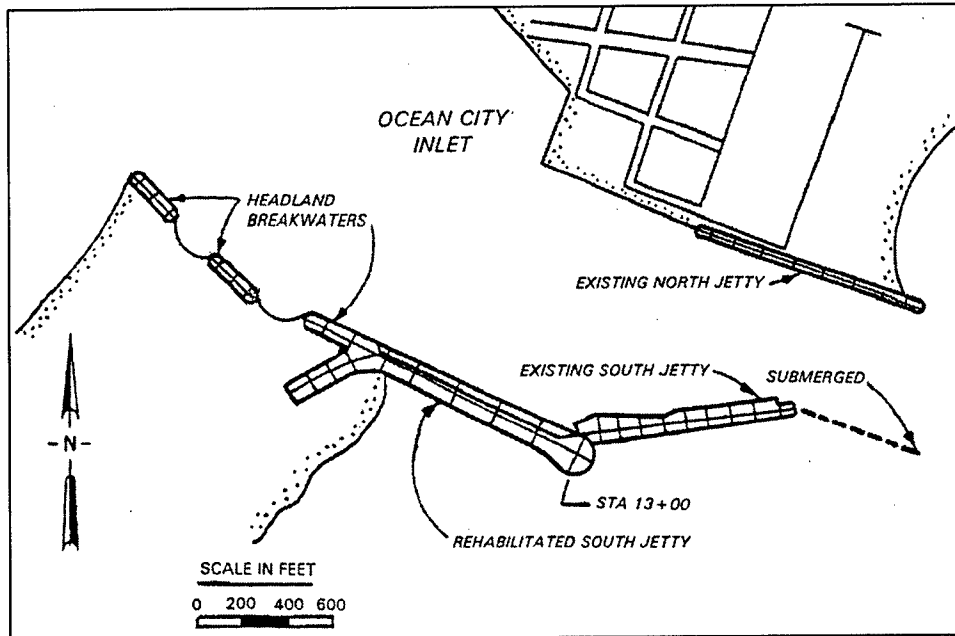 OCEAN CITY
INLET
HEADLAND
BREAKWATERS
EXISTING NORTH JETTY
EXISTING SOUTH JETTY
SUBMERGED
-N-
STA 13+00
REHABILITATED SOUTH JETTY
SCALE IN FEET
0 200 400 600